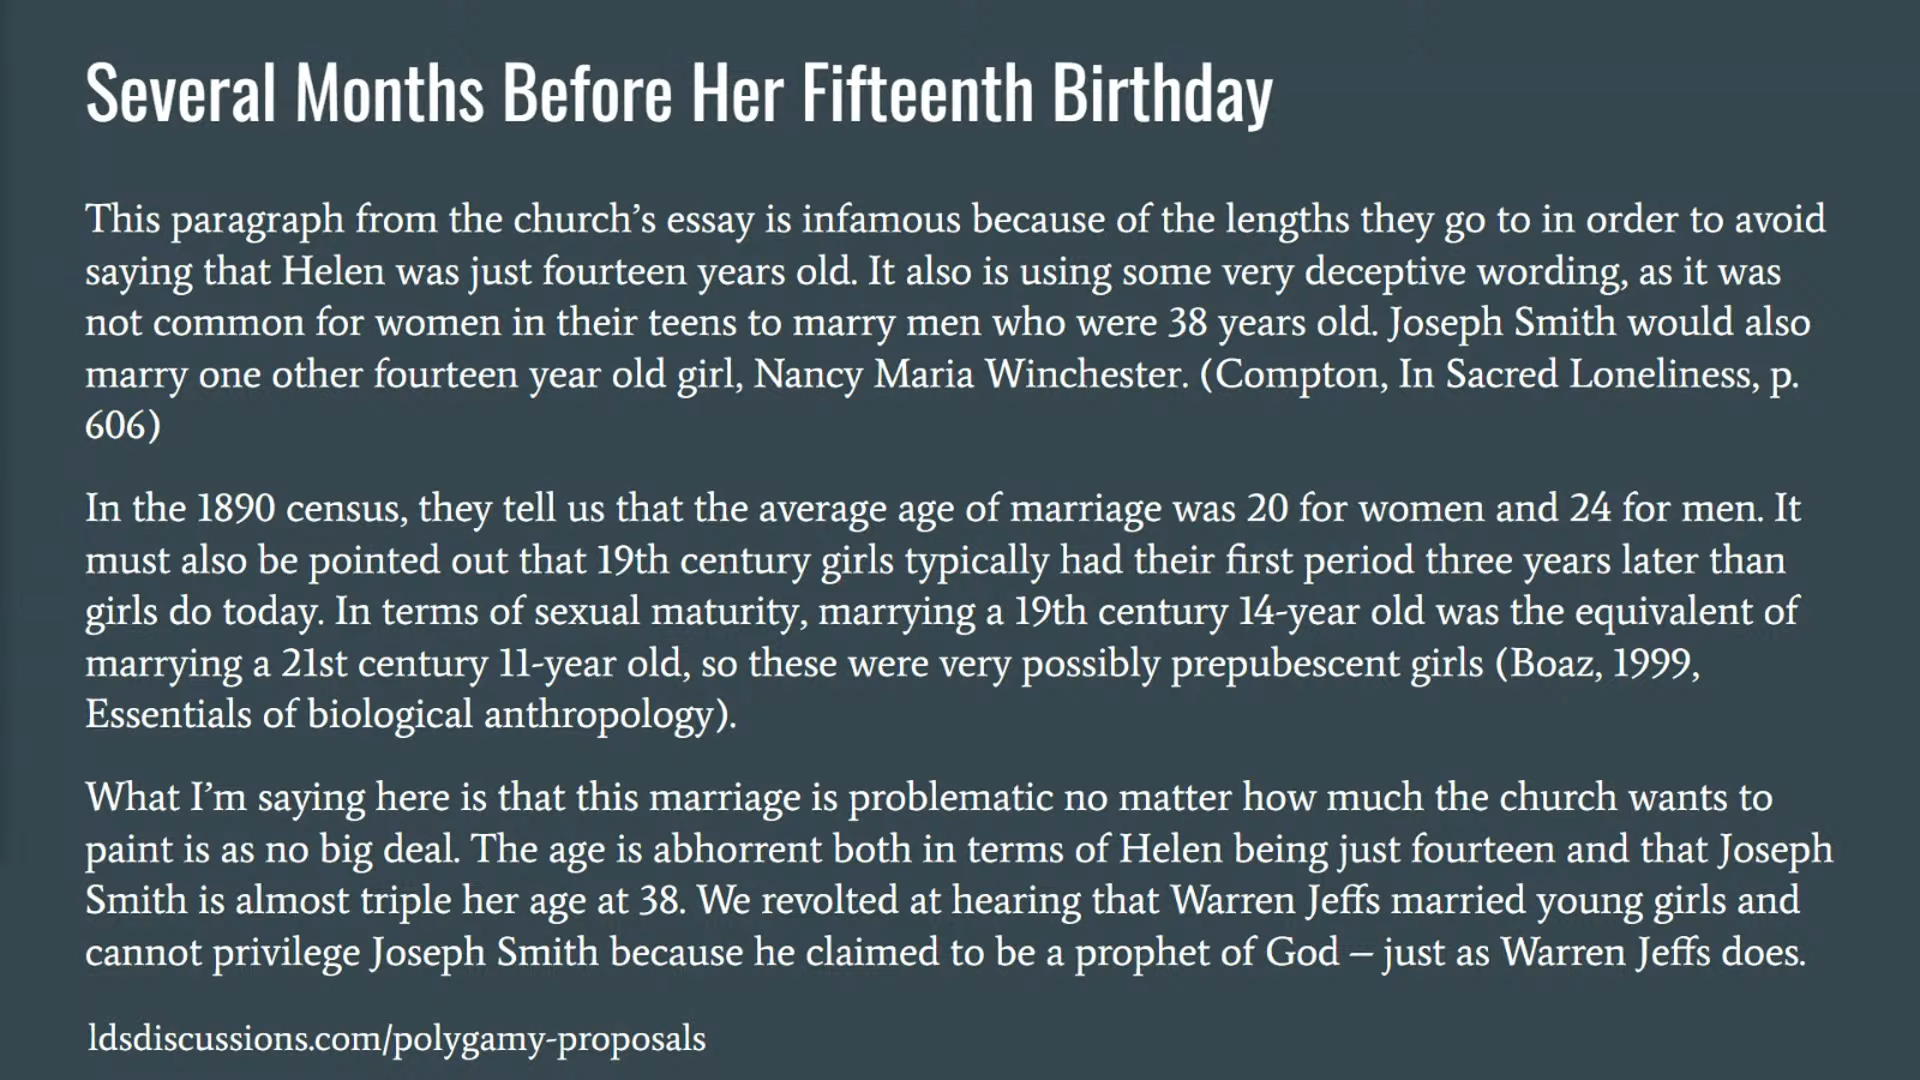 Several Months Before Her Fifteenth Birthday
This paragraph from the church’s essay is infamous because of the lengths they go to in order to avoid
saying that Helen was just fourteen years old. It also is using some very deceptive wording, as it was
not common for women in their teens to marry men who were 38 years old. Joseph Smith would also
marry one other fourteen year old girl, Nancy Maria Winchester. (Compton, In Sacred Loneliness, p.
606)
In the 1890 census, they tell us that the average age of marriage was 20 for women and 24 for men. It
must also be pointed out that 19th century girls typically had their first period three years later than
girls do today. In terms of sexual maturity, marrying a 19th century 14-year old was the equivalent of
marrying a 21st century 11-year old, so these were very possibly prepubescent girls (Boaz, 1999,
Essentials of biological anthropology).
What I’m saying here is that this marriage is problematic no matter how much the church wants to
paint is as no big deal. The age is abhorrent both in terms of Helen being just fourteen and that Joseph
Smith is almost triple her age at 38. We revolted at hearing that Warren Jeffs married young girls and
cannot privilege Joseph Smith because he claimed to be a prophet of God – just as Warren Jeffs does.
ldsdiscussions.com/polygamy-proposals